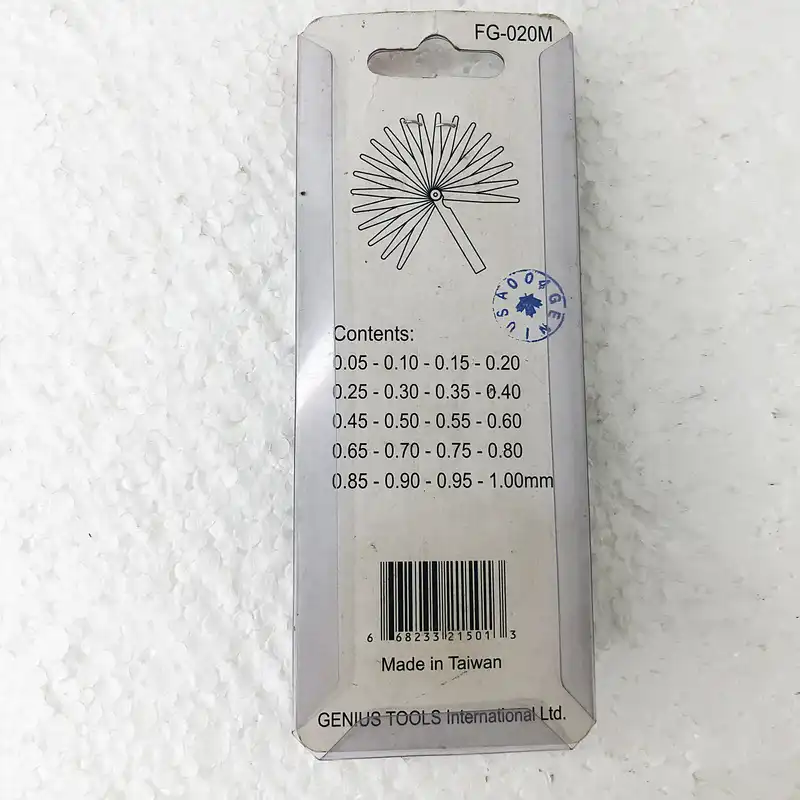 FG-020M
GENIUSA004
Contents:
0.05 - 0.10 - 0.15 - 0.20
0.25 - 0.30 - 0.35 - 0.40
0.45 - 0.50 - 0.55 - 0.60
0.65 - 0.70 - 0.75 - 0.80
0.85 - 0.90 - 0.95 - 1.00mm
6 68233 21501 3
Made in Taiwan
GENIUS TOOLS International Ltd.